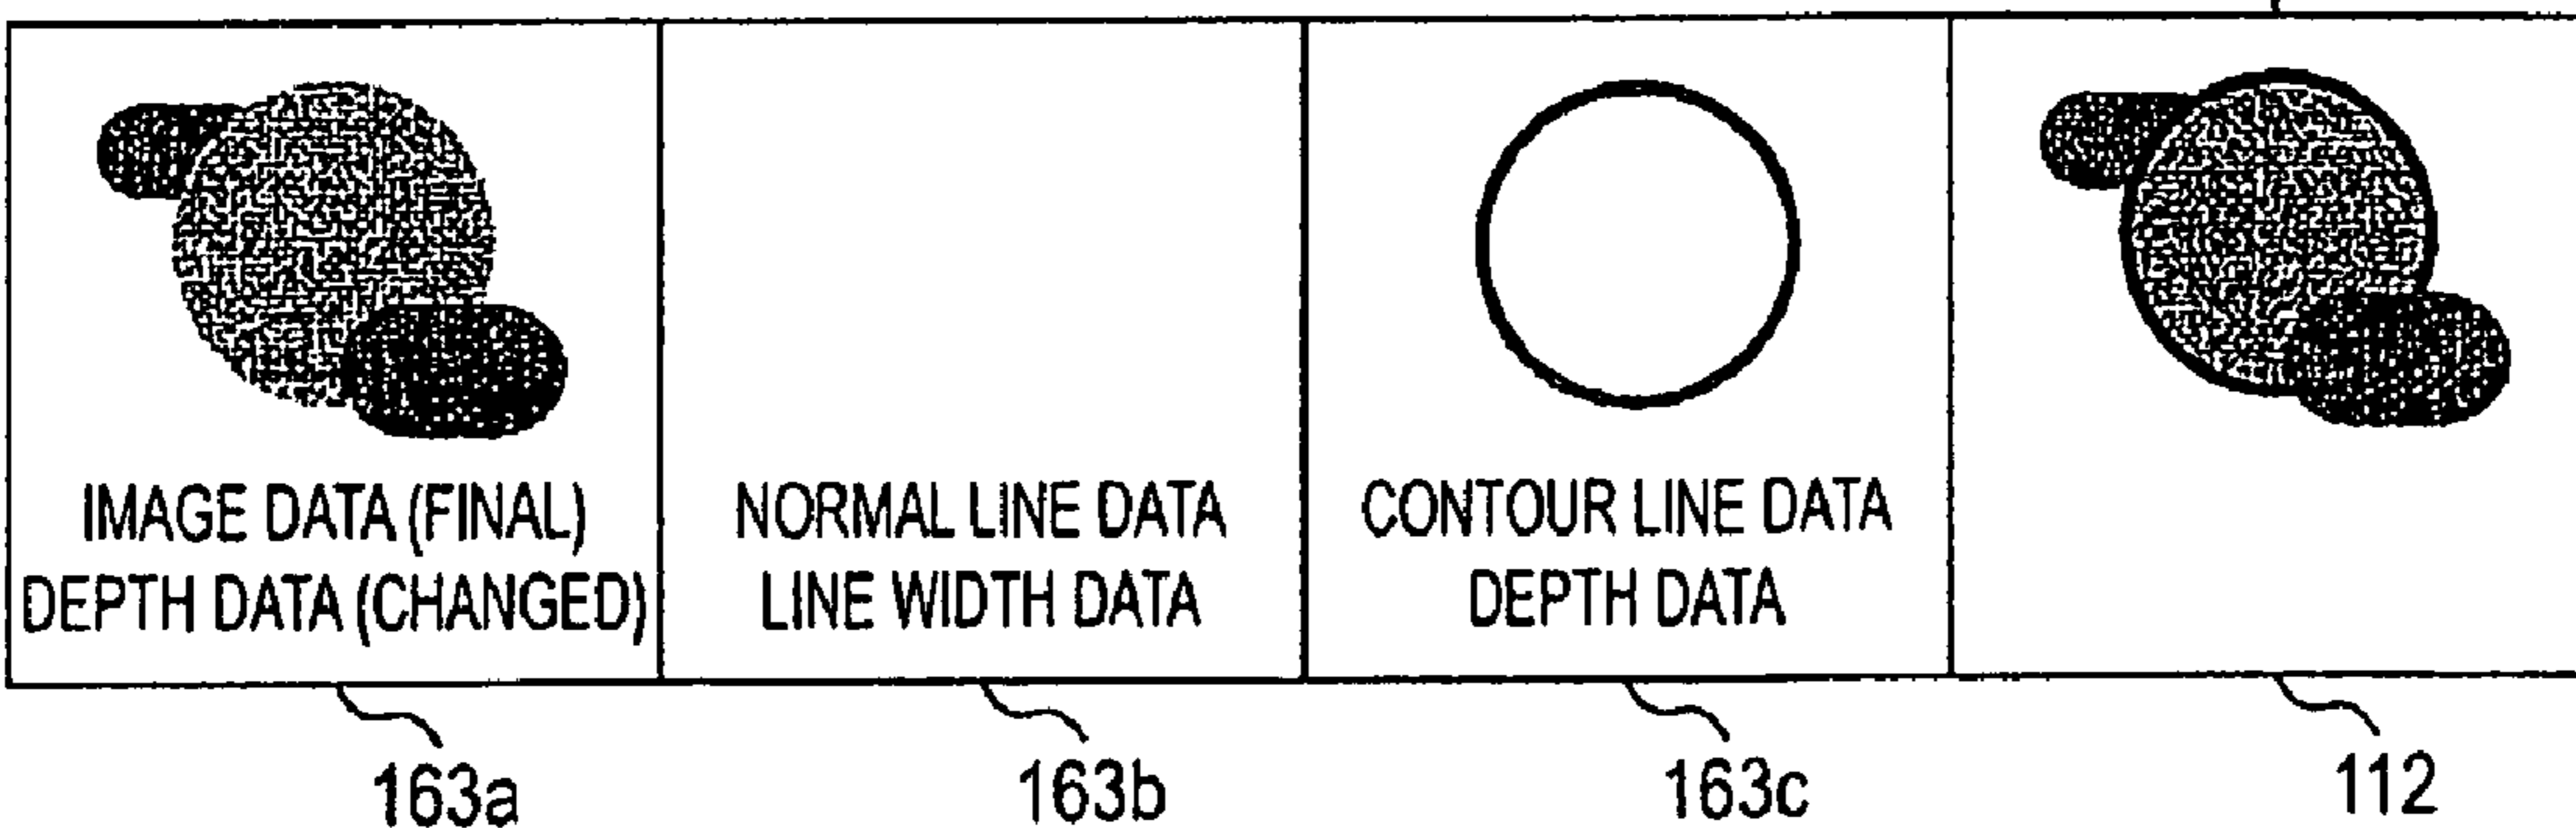 IMAGE DATA (FINAL)
DEPTH DATA (CHANGED)
NORMAL LINE DATA
LINE WIDTH DATA
CONTOUR LINE DATA
DEPTH DATA
163a
163b
163c
112